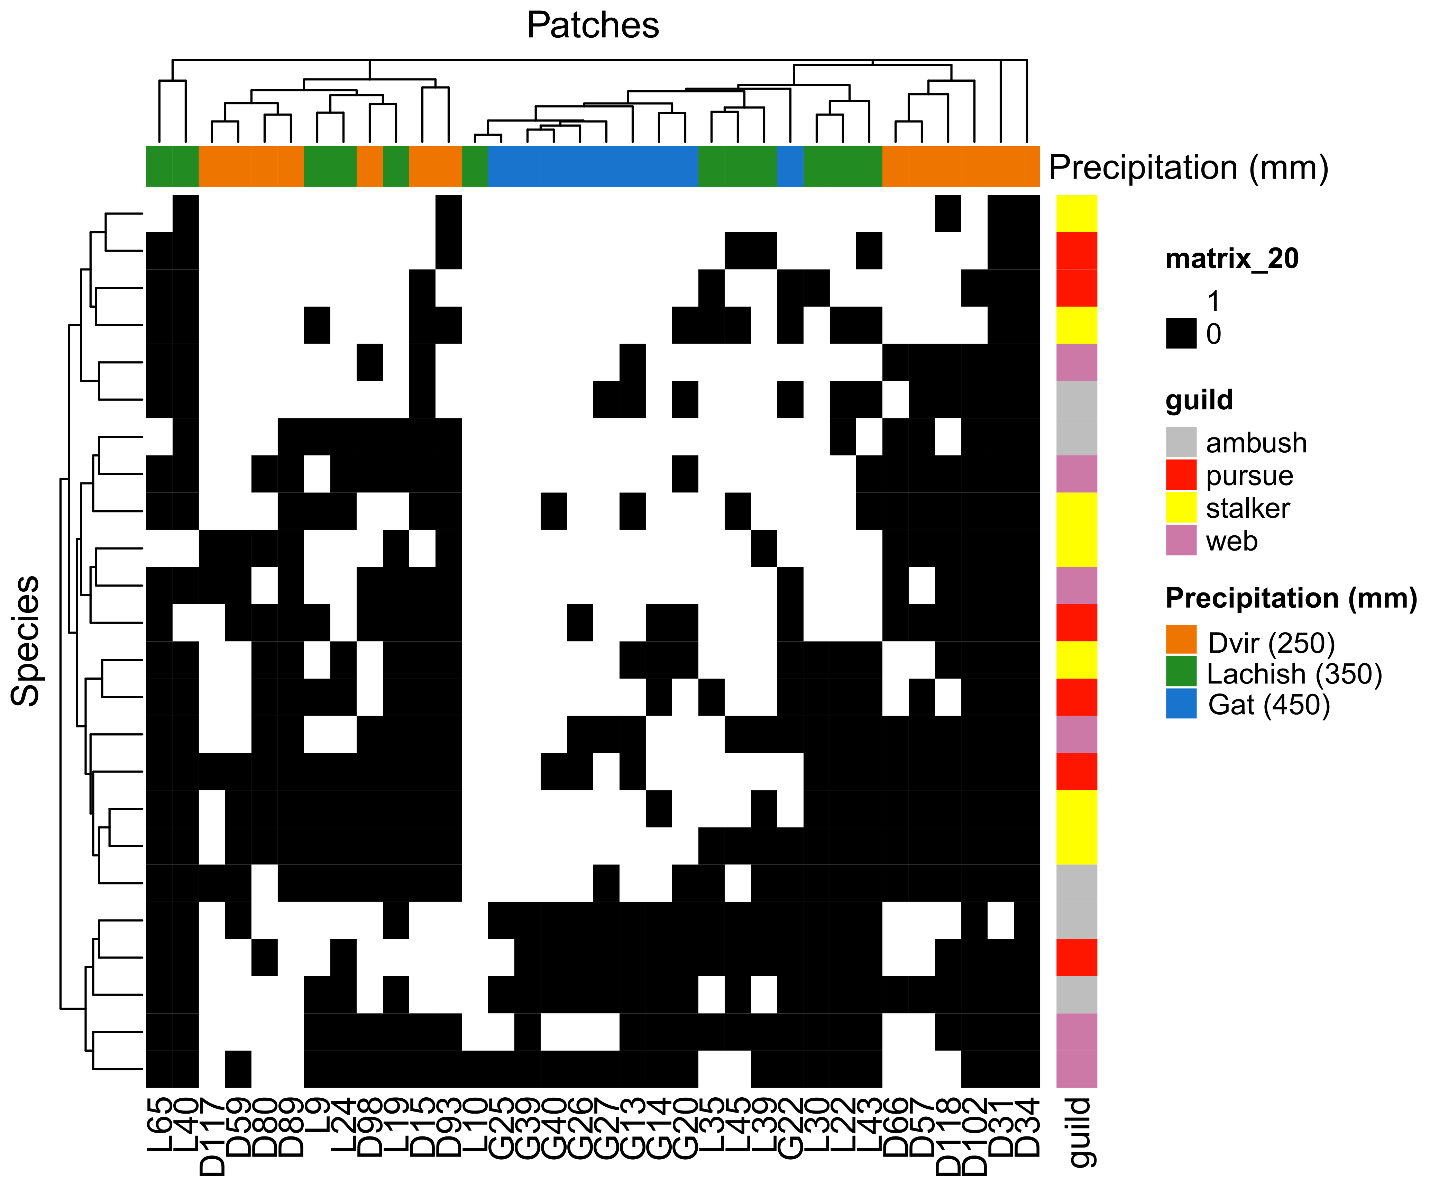 Patches
Precipitation (mm)
matrix_20
1
0
guild
ambush
pursue
stalker
web
Precipitation (mm)
Dvir (250)
Lachish (350)
Gat (450)
Species
L65 L40 D117 D59 D80 D89 L9 L24 D98 L19 D15 D93 L10 G25 G39 G40 G26 G27 G13 G14 G20 L35 L45 L39 G22 L30 L22 L43 D66 D57 D118 D102 D31 D34 guild